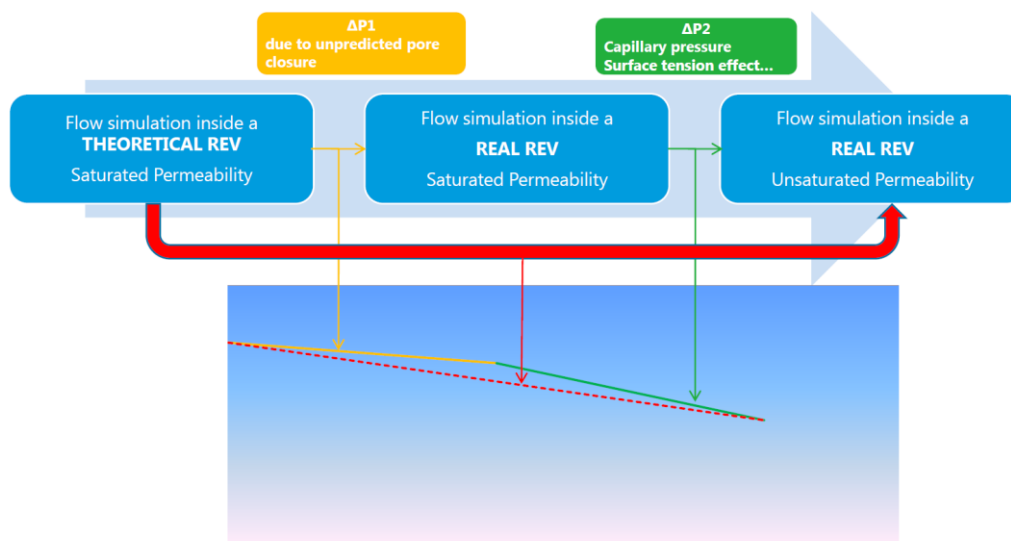 ΔP1
due to unpredicted pore
closure
ΔP2
Capillary pressure
Surface tension effect...
Flow simulation inside a
THEORETICAL REV
Saturated Permeability
Flow simulation inside a
REAL REV
Saturated Permeability
Flow simulation inside a
REAL REV
Unsaturated Permeability